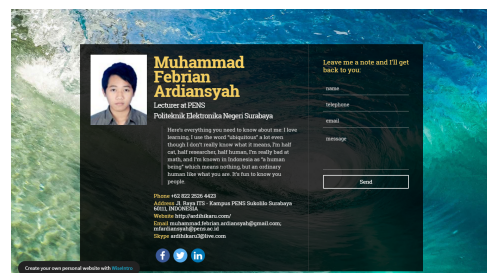 Muhammad
Febrian
Ardiansyah
Lecturer at PENS
Politeknik Elektronika Negeri Surabaya
Here's everything you need to know about me: I love
learning, I use the word "ubiquitous" a lot even
though I don't really know what it means, I'm half
cat, half researcher, half human, I'm really bad at
math, and I'm known in Indonesia as "a human
being" which means nothing, but an ordinary
human like what you are. It's fun to know you
people.
Phone +62 822 2526 4423
Address Jl. Raya ITS - Kampus PENS Sukolilo Surabaya
60111, INDONESIA
Website http://ardihikaru.com/
Email muhammad.febrian.ardiansyah@gmail.com,
mfardiansyah@pens.ac.id
Skype ardihikaru3@live.com
Leave me a note and I'll get
back to you:
name
telephone
email
message
Send
Create your own personal website with WiseIntro